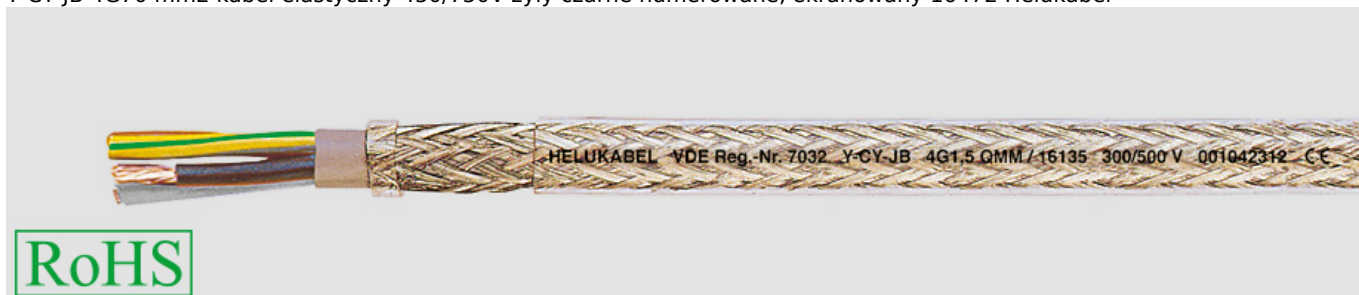 HELUKABEL VDE Reg.-Nr. 7032 Y-CY-JB 4G1,5 QMM / 16135 300/500 V 001042312 CE
RoHS